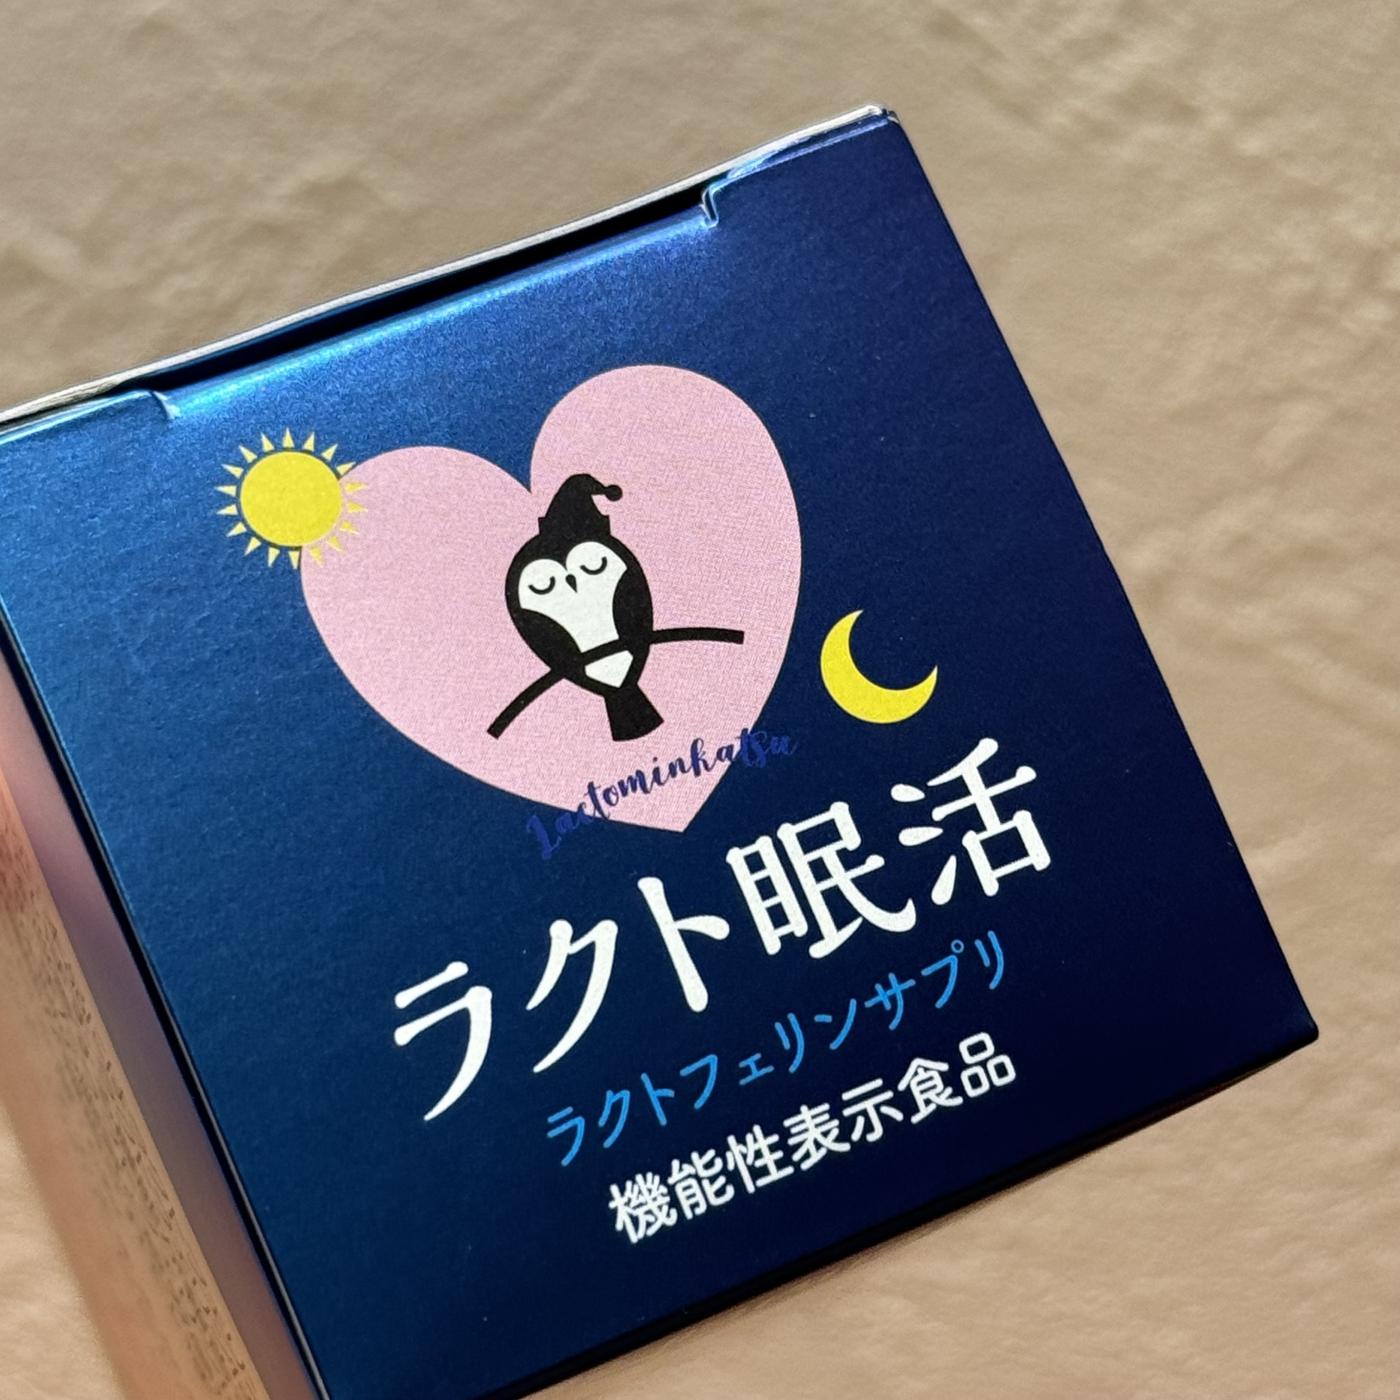 Lactominkatsu
ラクト眠活
ラクトフェリンサプリ
機能性表示食品